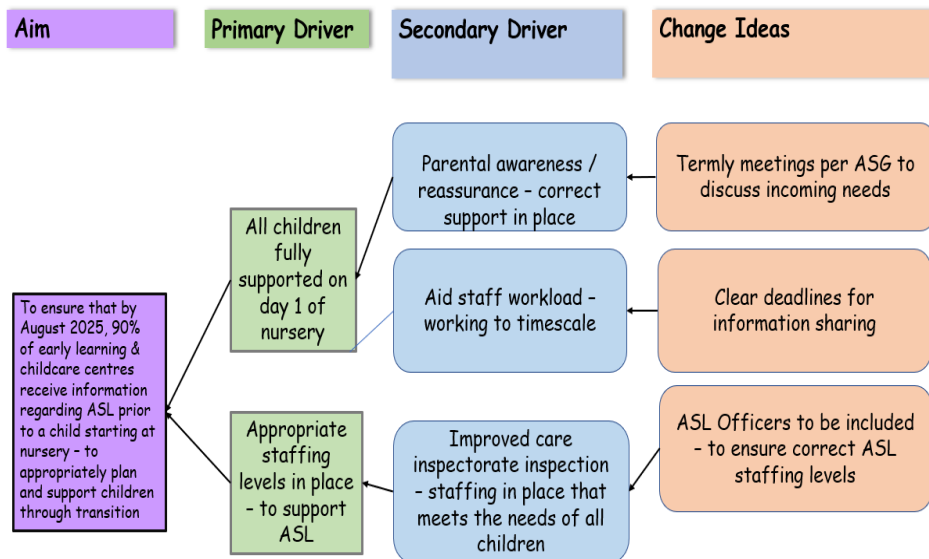 Aim
Primary Driver
Secondary Driver
Change Ideas
To ensure that by
August 2025, 90%
of early learning &
childcare centres
receive information
regarding ASL prior
to a child starting at
nursery – to
appropriately plan
and support children
through transition
All children
fully
supported on
day 1 of
nursery
Appropriate
staffing
levels in place
– to support
ASL
Parental awareness /
reassurance – correct
support in place
Aid staff workload –
working to timescale
Improved care
inspectorate inspection
– staffing in place that
meets the needs of all
children
Termly meetings per ASG to
discuss incoming needs
Clear deadlines for
information sharing
ASL Officers to be included
– to ensure correct ASL
staffing levels